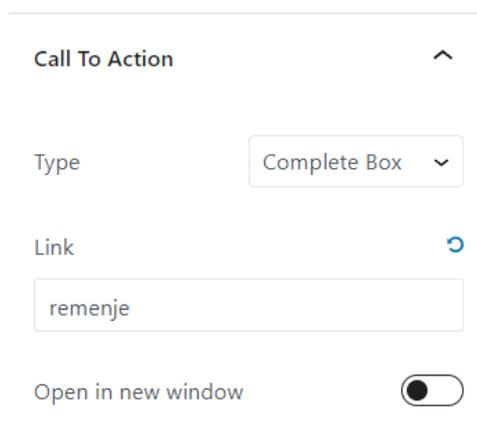 Call To Action
Type
Complete Box
Link
remenje
Open in new window